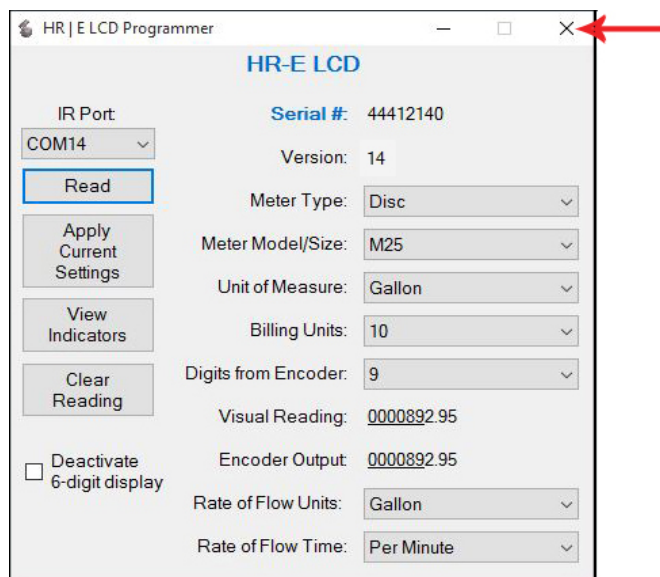 HR | E LCD Programmer
HR-E LCD
IR Port:
COM14
Read
Apply
Current
Settings
View
Indicators
Clear
Reading
Deactivate
6-digit display
Serial #: 44412140
Version: 14
Meter Type: Disc
Meter Model/Size: M25
Unit of Measure: Gallon
Billing Units: 10
Digits from Encoder: 9
Visual Reading: 0000892.95
Encoder Output: 0000892.95
Rate of Flow Units: Gallon
Rate of Flow Time: Per Minute